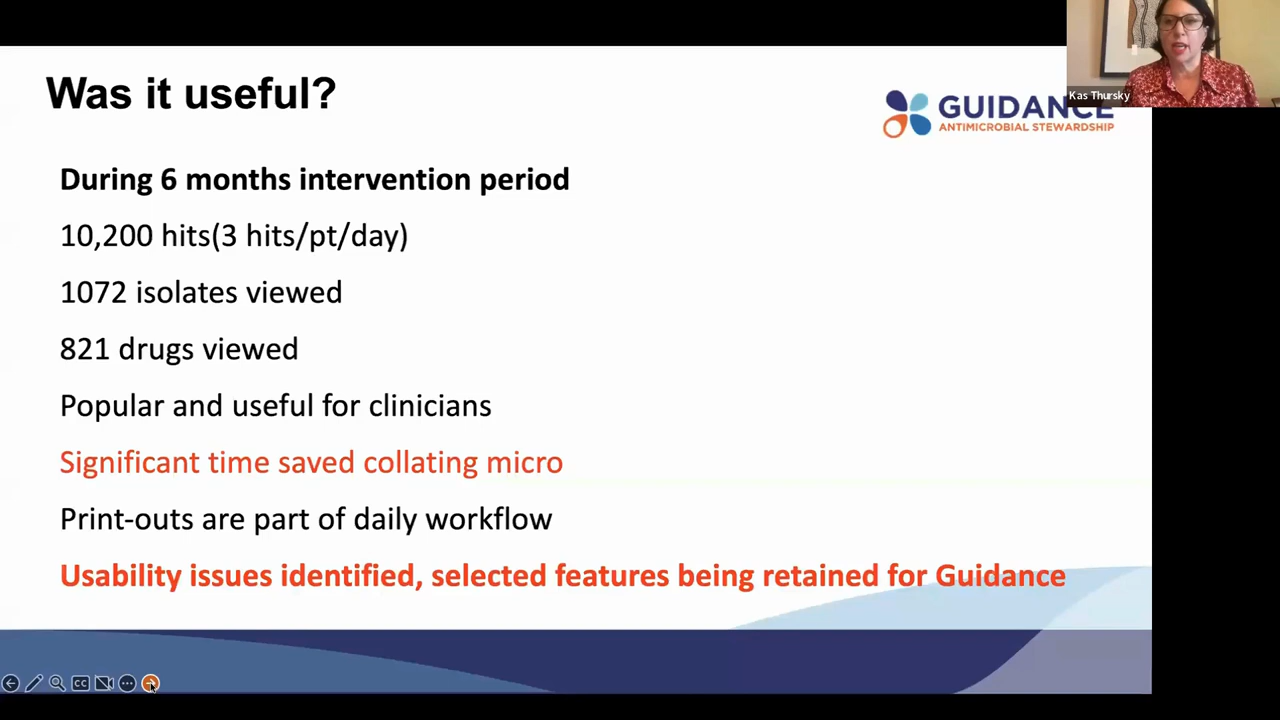 Was it useful?
GUIDANCE
ANTIMICROBIAL STEWARDSHIP
Kas Thursky
During 6 months intervention period
10,200 hits(3 hits/pt/day)
1072 isolates viewed
821 drugs viewed
Popular and useful for clinicians
Significant time saved collating micro
Print-outs are part of daily workflow
Usability issues identified, selected features being retained for Guidance
CC